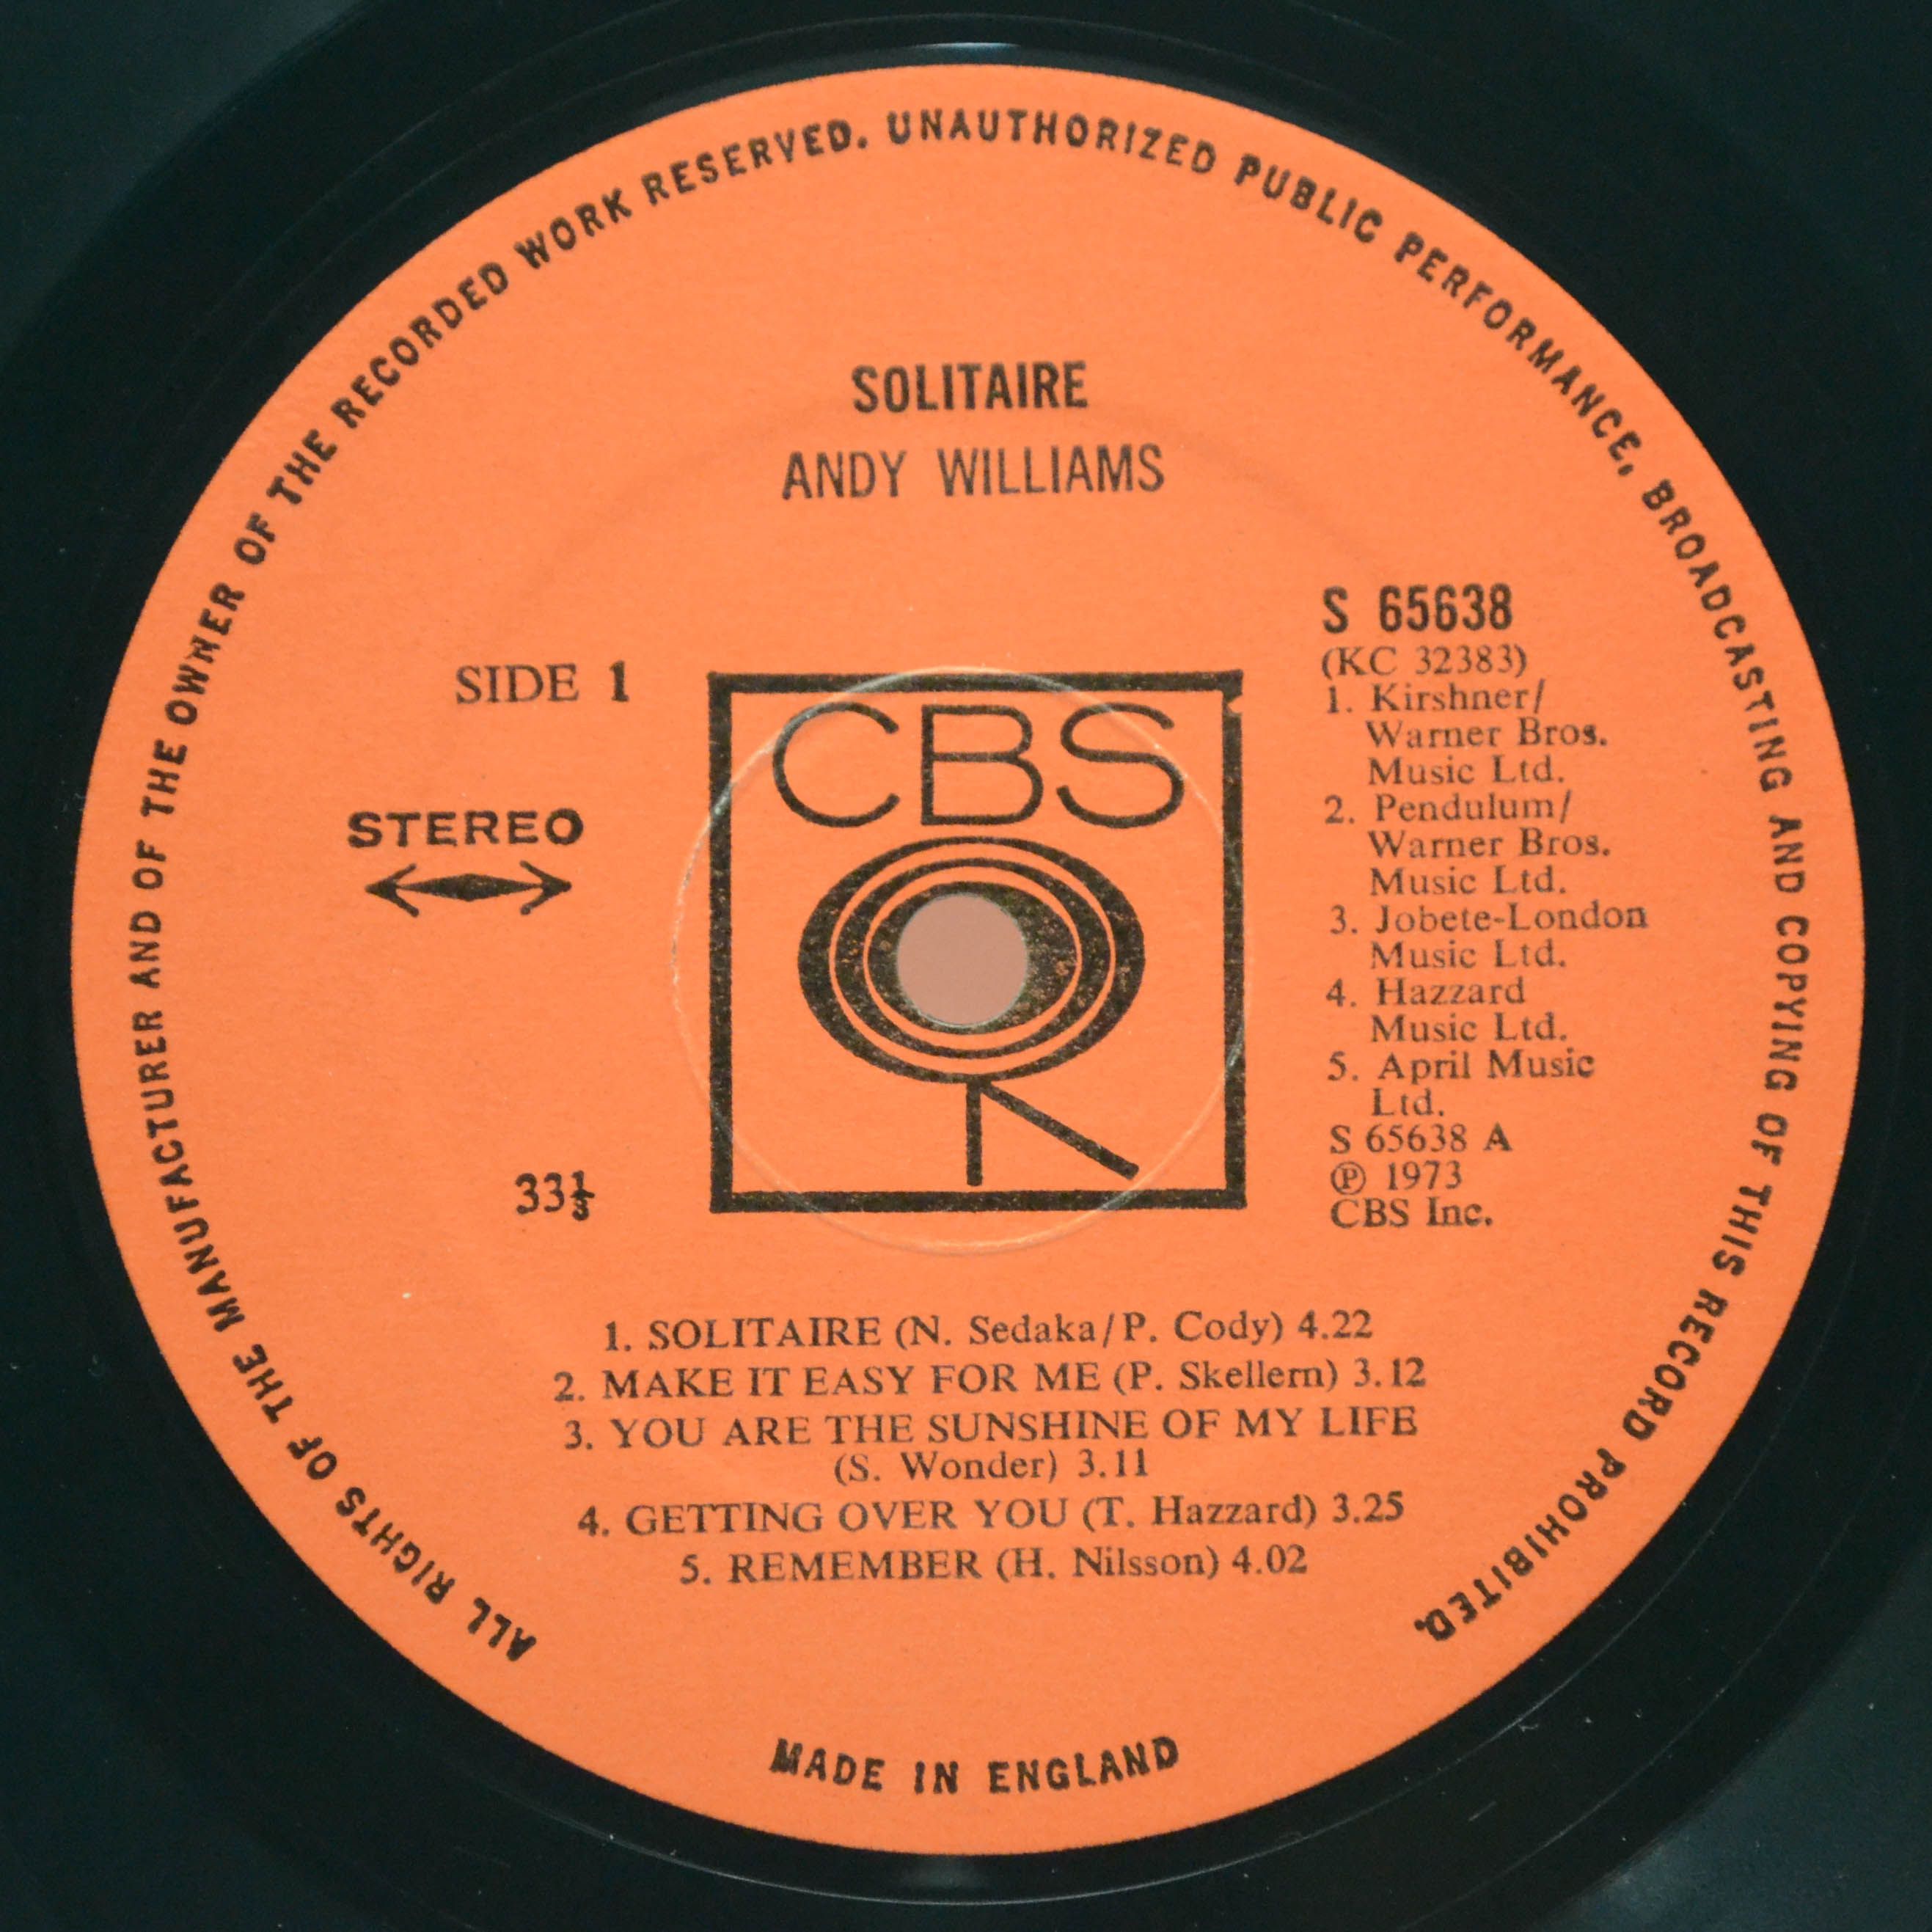 ALL RIGHTS OF THE MANUFACTURER AND OF THE OWNER OF THE RECORDED WORK RESERVED. UNAUTHORIZED PUBLIC PERFORMANCE, BROADCASTING AND COPYING OF THIS RECORD PROHIBITED.
SOLITAIRE
ANDY WILLIAMS
SIDE 1
STEREO
33⅓
CBS
S 65638
(KC 32383)
1. Kirshner/
Warner Bros.
Music Ltd.
2. Pendulum/
Warner Bros.
Music Ltd.
3. Jobete-London
Music Ltd.
4. Hazzard
Music Ltd.
5. April Music
Ltd.
S 65638 A
℗ 1973
CBS Inc.
1. SOLITAIRE (N. Sedaka/P. Cody) 4.22
2. MAKE IT EASY FOR ME (P. Skellern) 3.12
3. YOU ARE THE SUNSHINE OF MY LIFE
(S. Wonder) 3.11
4. GETTING OVER YOU (T. Hazzard) 3.25
5. REMEMBER (H. Nilsson) 4.02
MADE IN ENGLAND